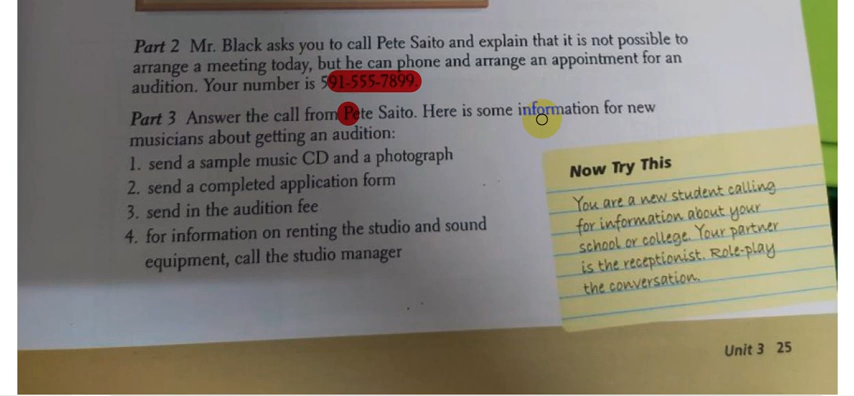 Part 2 Mr. Black asks you to call Pete Saito and explain that it is not possible to
arrange a meeting today, but he can phone and arrange an appointment for an
audition. Your number is 591-555-7899.
Part 3 Answer the call from Pete Saito. Here is some information for new
musicians about getting an audition:
1. send a sample music CD and a photograph
2. send a completed application form
3. send in the audition fee
4. for information on renting the studio and sound
equipment, call the studio manager
Now Try This
You are a new student calling
for information about your
school or college. Your partner
is the receptionist. Role-play
the conversation.
Unit 3 25